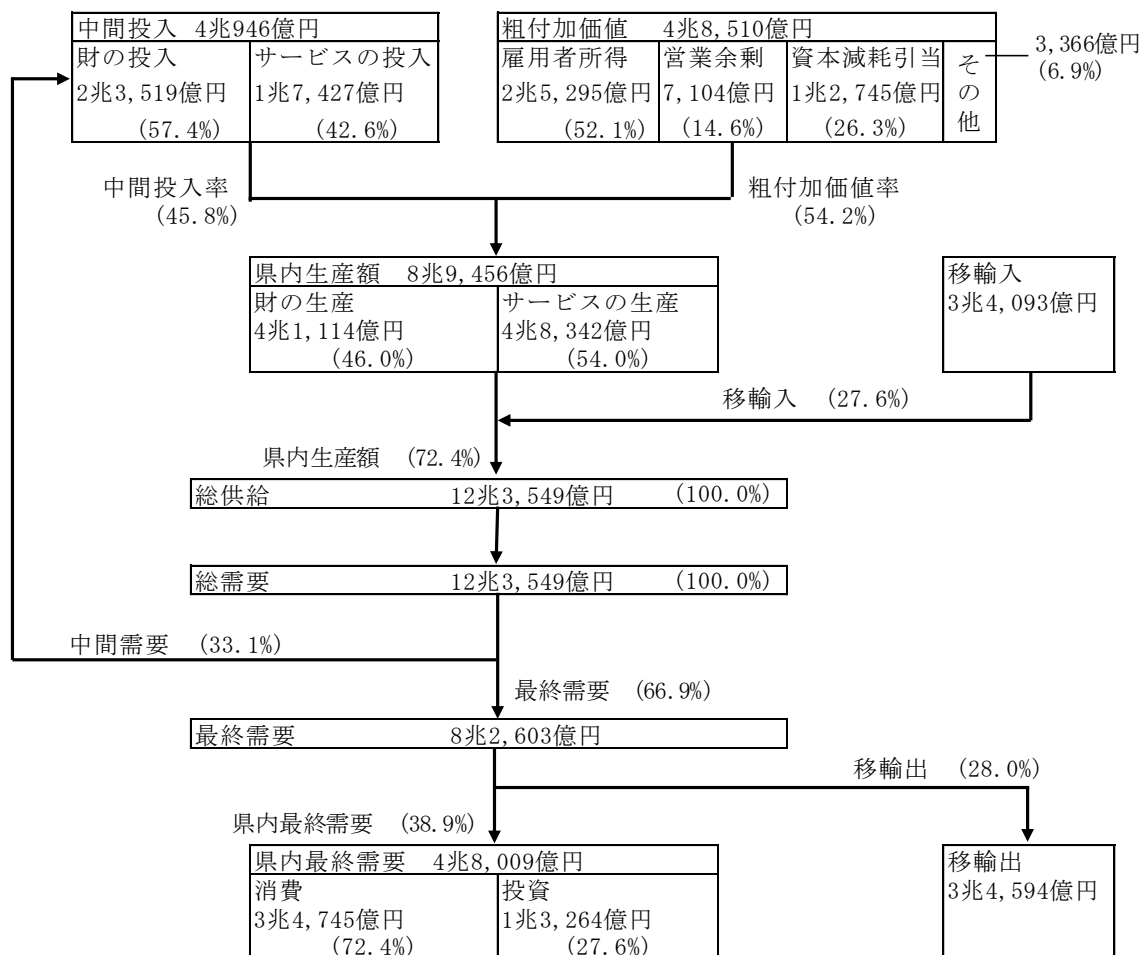 中間投入 4兆946億円
財の投入
2兆3,519億円
(57.4%)
サービスの投入
1兆7,427億円
(42.6%)
粗付加価値 4兆8,510億円
雇用者所得
2兆5,295億円
(52.1%)
営業余剰
7,104億円
(14.6%)
資本減耗引当
1兆2,745億円
(26.3%)
その他
3,366億円
(6.9%)
中間投入率
(45.8%)
粗付加価値率
(54.2%)
県内生産額 8兆9,456億円
財の生産
4兆1,114億円
(46.0%)
サービスの生産
4兆8,342億円
(54.0%)
移輸入
3兆4,093億円
移輸入 (27.6%)
県内生産額 (72.4%)
総供給 12兆3,549億円 (100.0%)
総需要 12兆3,549億円 (100.0%)
中間需要 (33.1%)
最終需要 (66.9%)
最終需要 8兆2,603億円
移輸出 (28.0%)
県内最終需要 (38.9%)
県内最終需要 4兆8,009億円
消費
3兆4,745億円
(72.4%)
投資
1兆3,264億円
(27.6%)
移輸出
3兆4,594億円